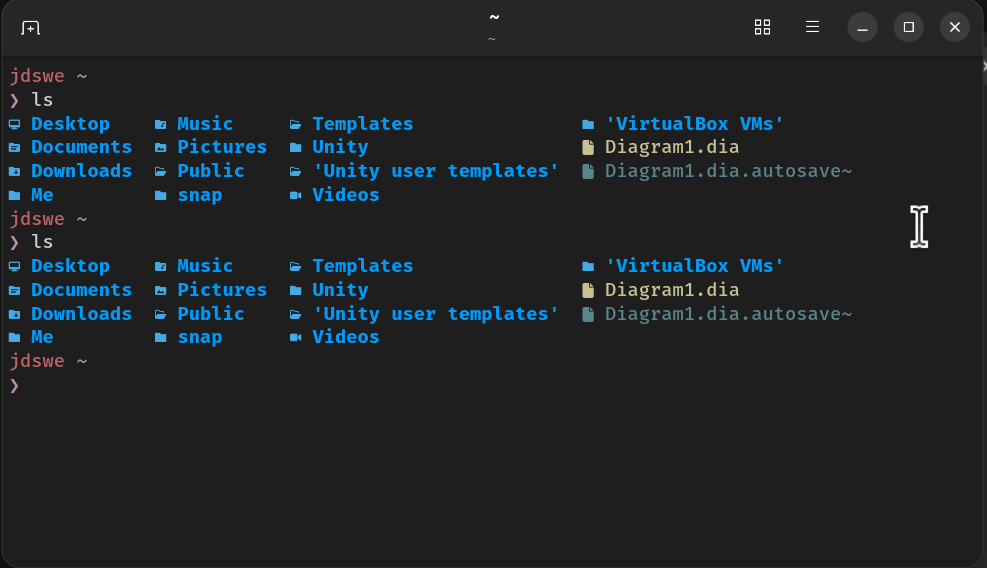 ~
~
jdswe ~
❯ ls
Desktop Music Templates 'VirtualBox VMs'
Documents Pictures Unity Diagram1.dia
Downloads Public 'Unity user templates' Diagram1.dia.autosave~
Me snap Videos
jdswe ~
❯ ls
Desktop Music Templates 'VirtualBox VMs'
Documents Pictures Unity Diagram1.dia
Downloads Public 'Unity user templates' Diagram1.dia.autosave~
Me snap Videos
jdswe ~
❯